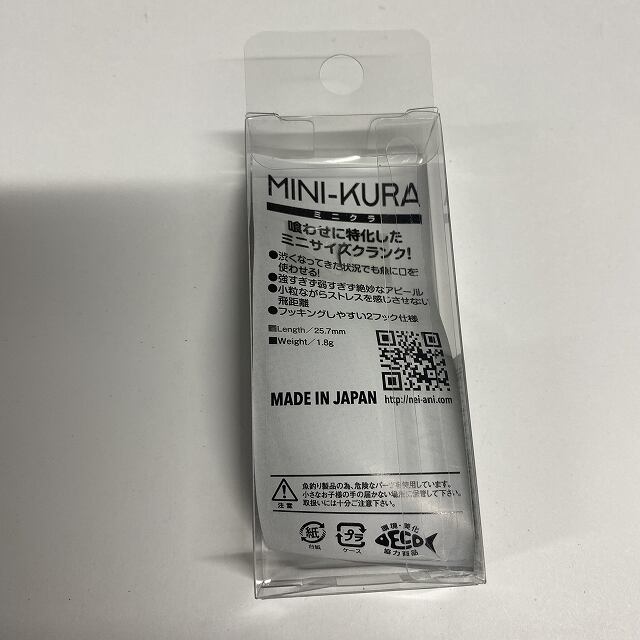 MINI-KURA
ミニクラ
喰わせに特化した
ミニサイズクランク!
●渋くなってきた状況でも魚に口を
使わせる!
●強すぎず弱すぎず絶妙なアピール
●小粒ながらストレスを感じさせない
飛距離
●フッキングしやすい2フック仕様
■Length/25.7mm
■Weight/1.8g
MADE IN JAPAN
http://nei-ani.com
注意
魚釣り製品の為、危険なパーツを使用しています。
小さなお子様の手の届かない場所に保管して下さい。
取扱いには十分ご注意下さい。
紙
台紙
プラ
ケース
環境・美化
DECO
協力商品